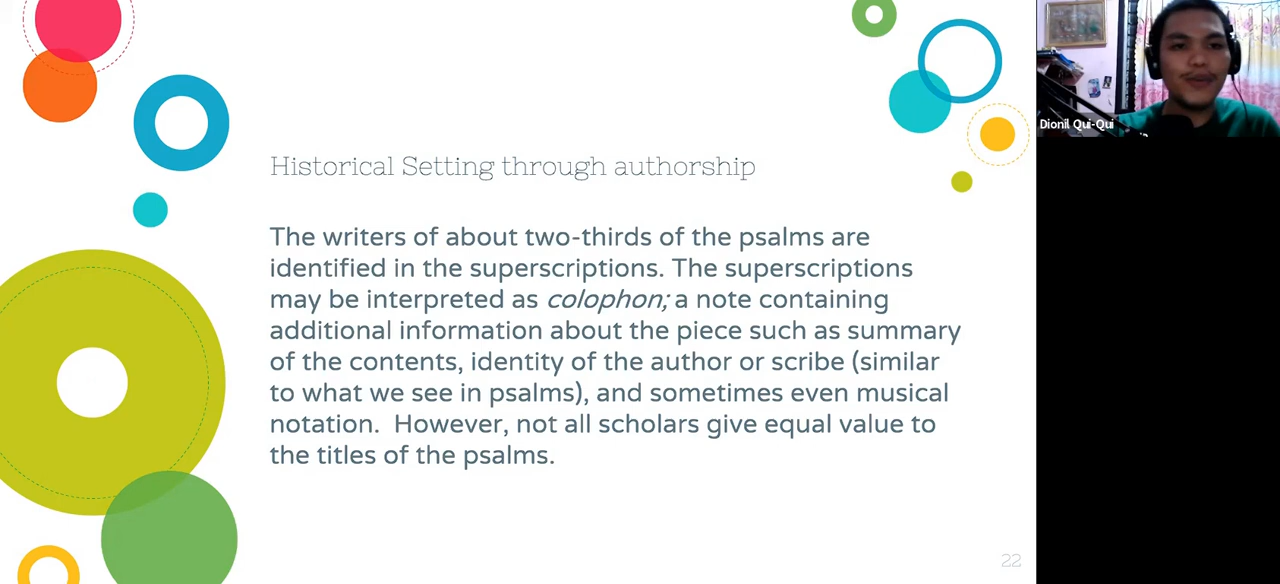 Dionil Qui-Qui
Historical Setting through authorship
The writers of about two-thirds of the psalms are
identified in the superscriptions. The superscriptions
may be interpreted as colophon; a note containing
additional information about the piece such as summary
of the contents, identity of the author or scribe (similar
to what we see in psalms), and sometimes even musical
notation.  However, not all scholars give equal value to
the titles of the psalms.
22